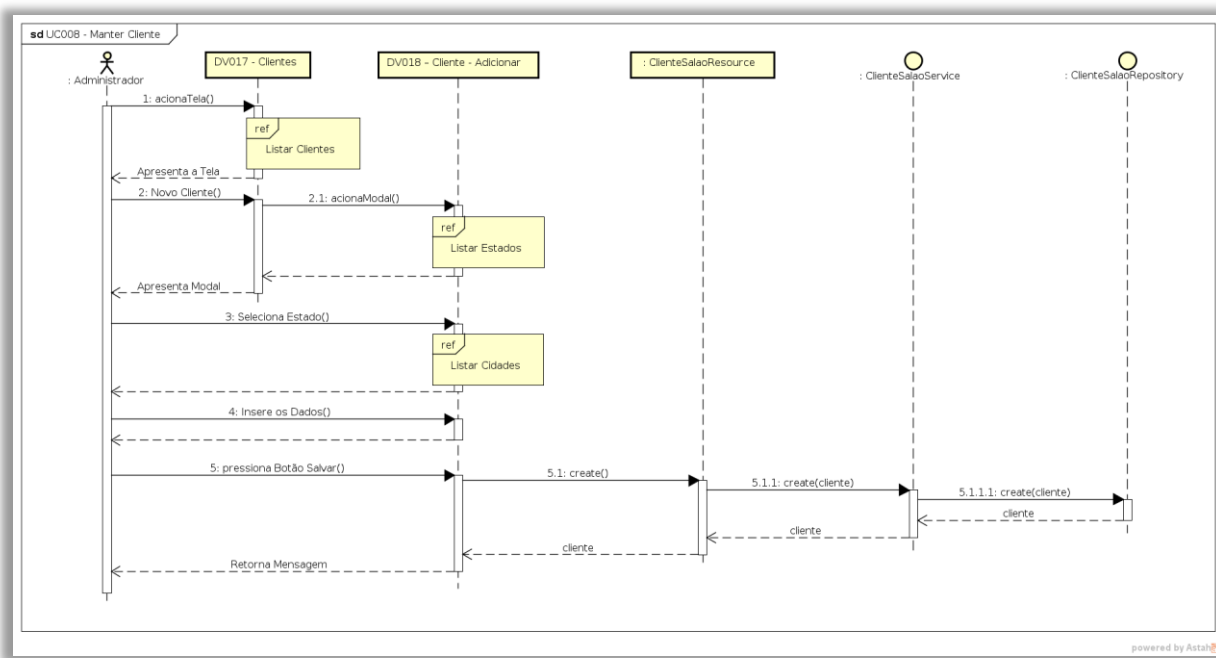 sd UC008 - Manter Cliente
DV017 - Clientes
DV018 - Cliente - Adicionar
: ClienteSalaoResource
: Administrador
: ClienteSalaoService
: ClienteSalaoRepository
1: acionaTela()
ref
Listar Clientes
Apresenta a Tela
2: Novo Cliente()
2.1: acionaModal()
ref
Listar Estados
Apresenta Modal
3: Seleciona Estado()
ref
Listar Cidades
4: Insere os Dados()
5: pressiona Botão Salvar()
5.1: create()
5.1.1: create(cliente)
5.1.1.1: create(cliente)
cliente
cliente
cliente
Retorna Mensagem
powered by Astah